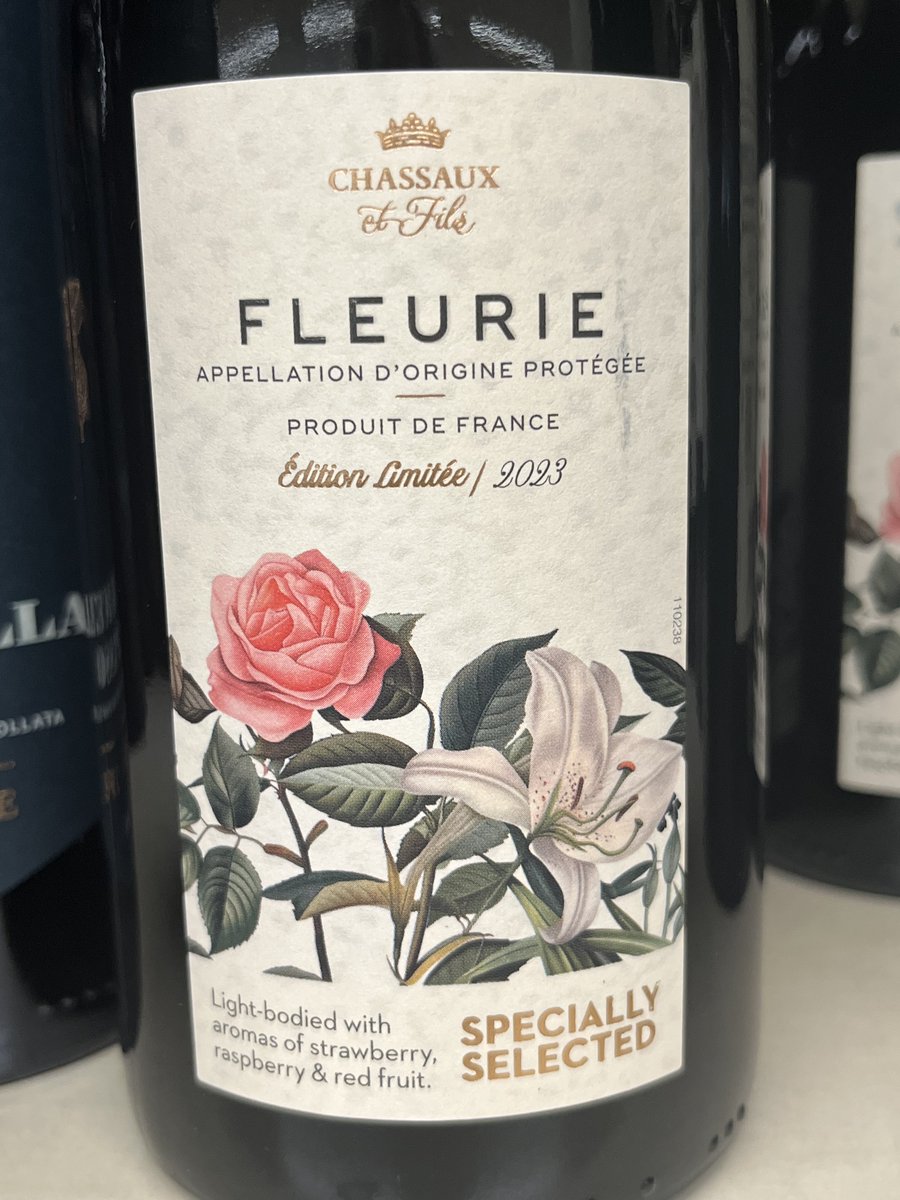 CHASSAUX
et Fils
FLEURIE
APPELLATION D'ORIGINE PROTÉGÉE
PRODUIT DE FRANCE
Édition Limitée / 2023
110238
Light-bodied with
aromas of strawberry,
raspberry & red fruit.
SPECIALLY
SELECTED